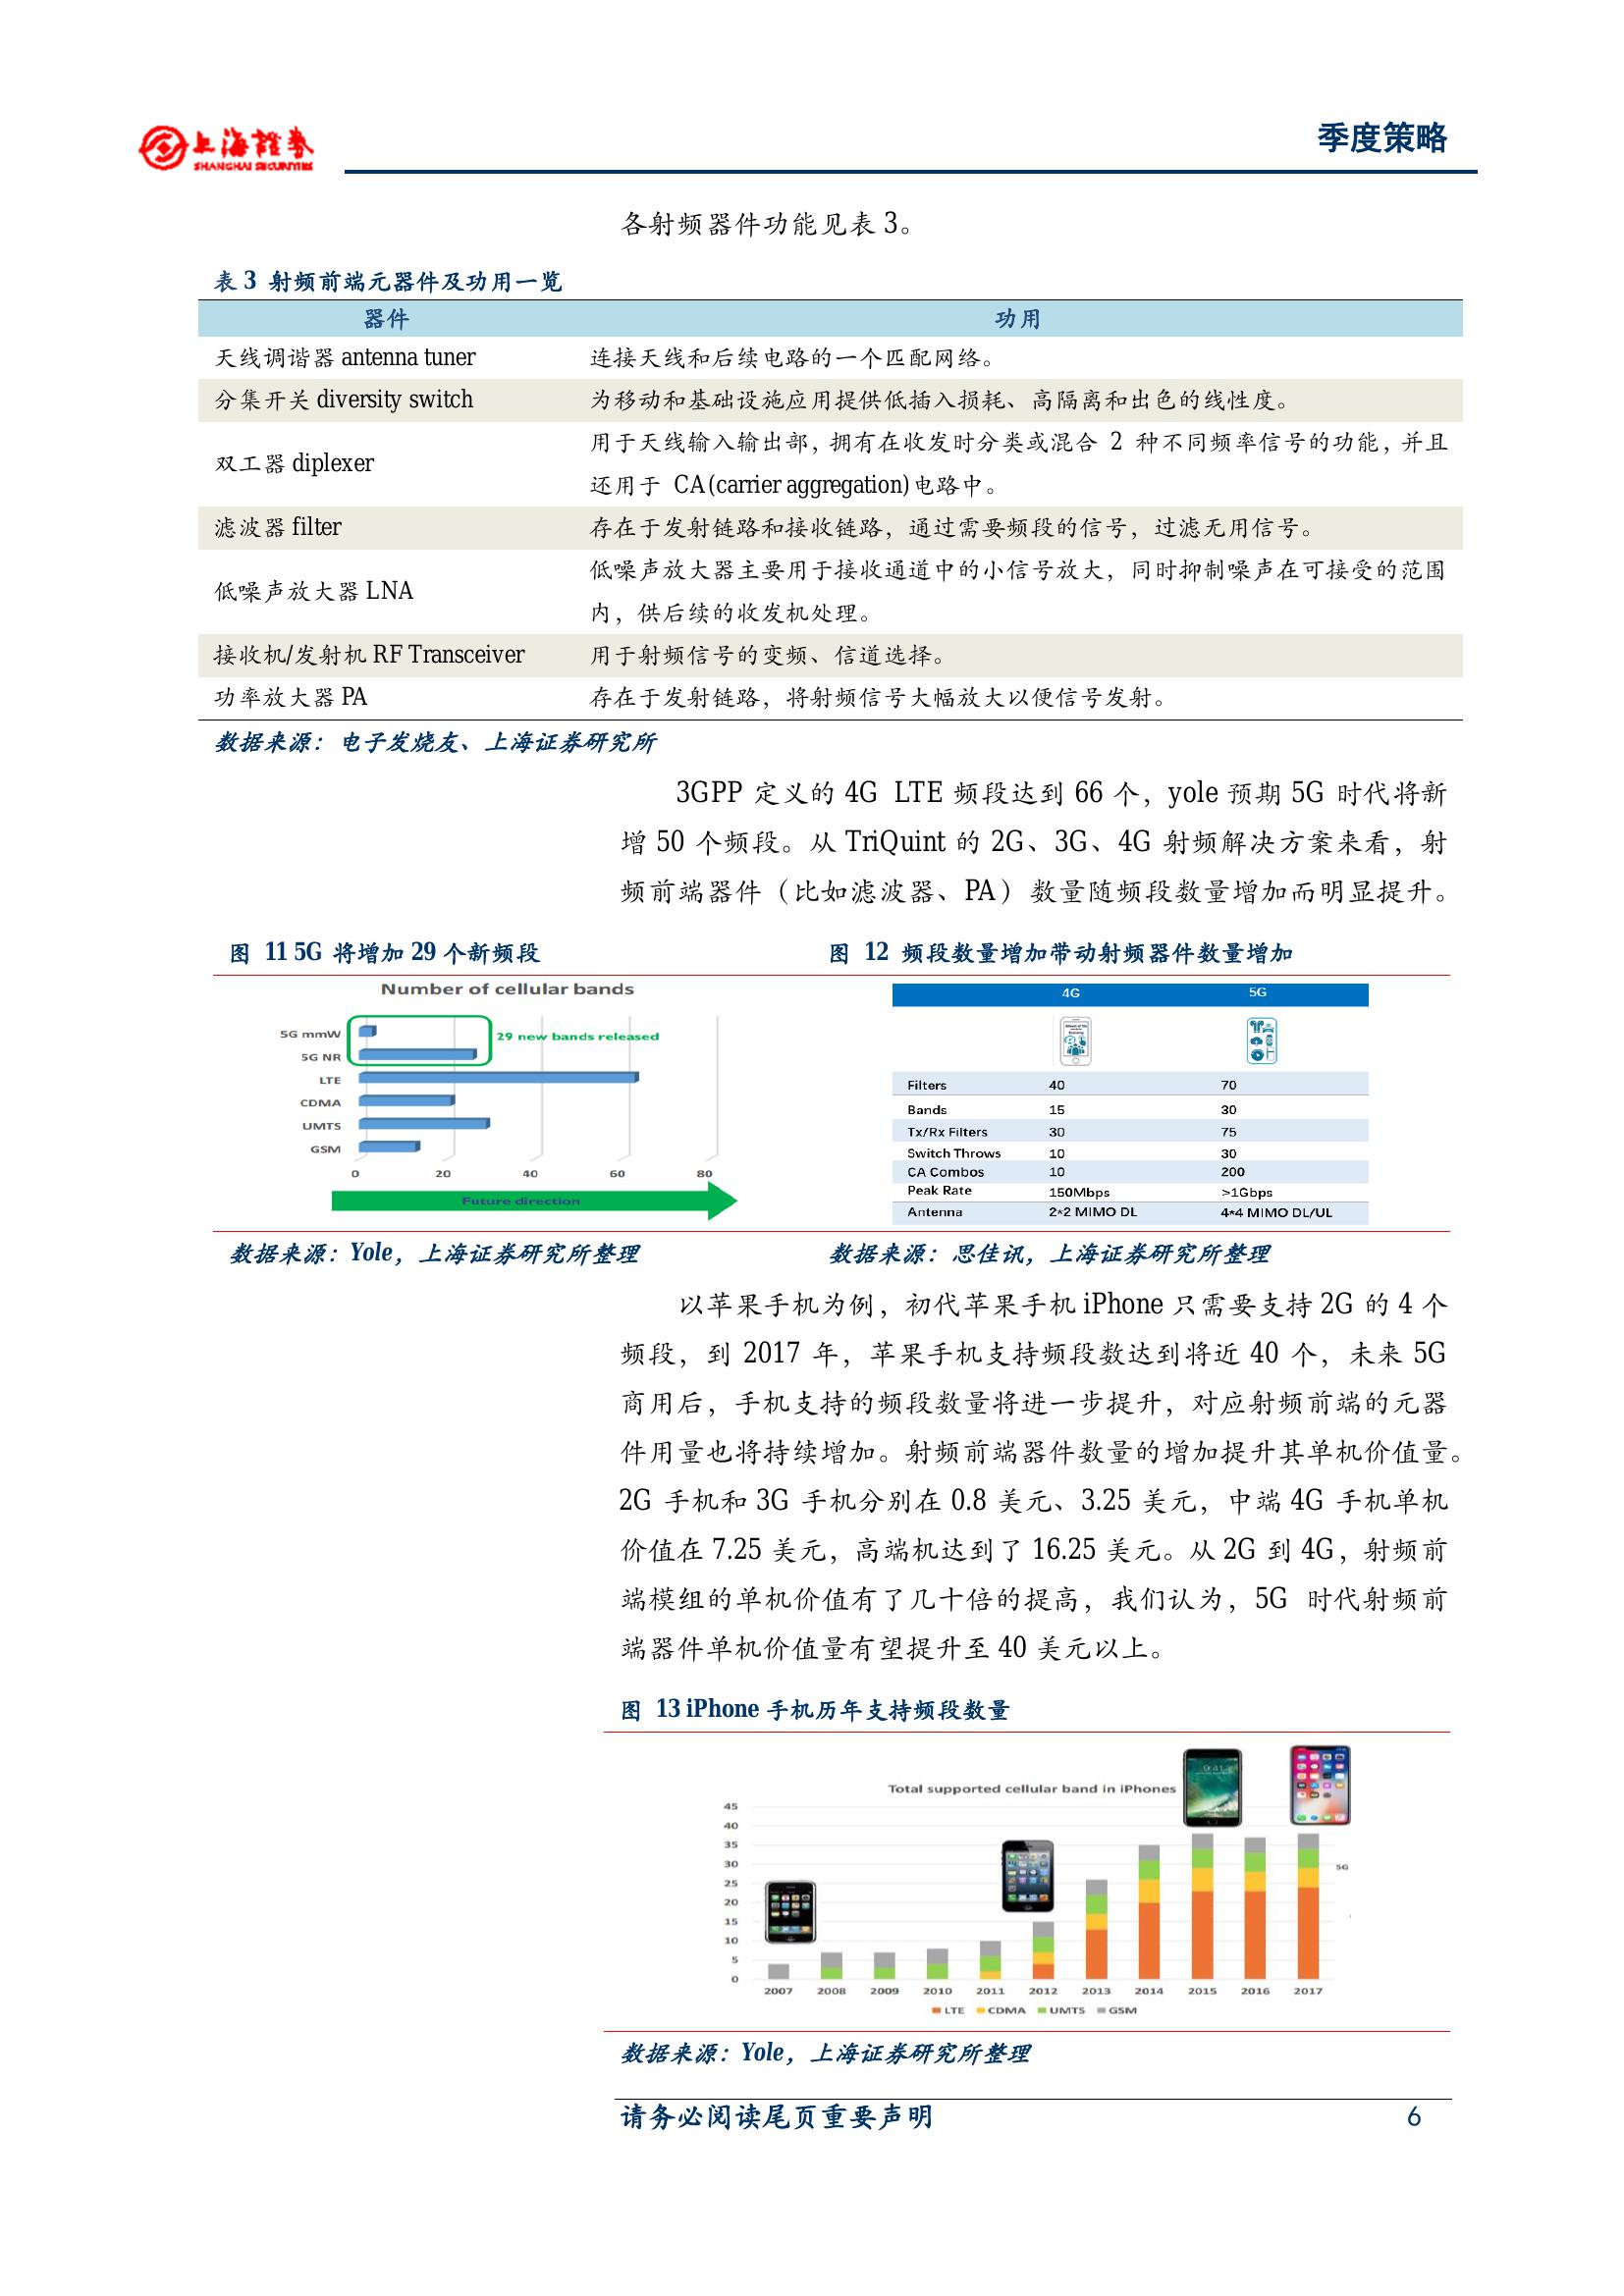 上海證券
SHANGHAI SECURITIES
季度策略
各射频器件功能见表 3。
表 3 射频前端元器件及功用一览
器件 功用
天线调谐器 antenna tuner 连接天线和后续电路的一个匹配网络。
分集开关 diversity switch 为移动和基础设施应用提供低插入损耗、高隔离和出色的线性度。
双工器 diplexer 用于天线输入输出部，拥有在收发时分类或混合 2 种不同频率信号的功能，并且
还用于 CA(carrier aggregation)电路中。
滤波器 filter 存在于发射链路和接收链路，通过需要频段的信号，过滤无用信号。
低噪声放大器 LNA 低噪声放大器主要用于接收通道中的小信号放大，同时抑制噪声在可接受的范围
内，供后续的收发机处理。
接收机/发射机 RF Transceiver 用于射频信号的变频、信道选择。
功率放大器 PA 存在于发射链路，将射频信号大幅放大以便信号发射。
数据来源：电子发烧友、上海证券研究所
3GPP 定义的 4G LTE 频段达到 66 个，yole 预期 5G 时代将新
增 50 个频段。从 TriQuint 的 2G、3G、4G 射频解决方案来看，射
频前端器件（比如滤波器、PA）数量随频段数量增加而明显提升。
图 11 5G 将增加 29 个新频段
Number of cellular bands
5G mmW
29 new bands released
5G NR
LTE
CDMA
UMTS
GSM
0 20 40 60 80
Future direction
数据来源：Yole，上海证券研究所整理
图 12 频段数量增加带动射频器件数量增加
4G 5G
Filters 40 70
Bands 15 30
Tx/Rx Filters 30 75
Switch Throws 10 30
CA Combos 10 200
Peak Rate 150Mbps >1Gbps
Antenna 2*2 MIMO DL 4*4 MIMO DL/UL
数据来源：思佳讯，上海证券研究所整理
以苹果手机为例，初代苹果手机 iPhone 只需要支持 2G 的 4 个
频段，到 2017 年，苹果手机支持频段数达到将近 40 个，未来 5G
商用后，手机支持的频段数量将进一步提升，对应射频前端的元器
件用量也将持续增加。射频前端器件数量的增加提升其单机价值量。
2G 手机和 3G 手机分别在 0.8 美元、3.25 美元，中端 4G 手机单机
价值在 7.25 美元，高端机达到了 16.25 美元。从 2G 到 4G，射频前
端模组的单机价值有了几十倍的提高，我们认为，5G 时代射频前
端器件单机价值量有望提升至 40 美元以上。
图 13 iPhone 手机历年支持频段数量
Total supported cellular band in iPhones
9:41
45
40
35
30
25
20
15
10
5
0
5G
2007 2008 2009 2010 2011 2012 2013 2014 2015 2016 2017
LTE CDMA UMTS GSM
数据来源：Yole，上海证券研究所整理
请务必阅读尾页重要声明 6